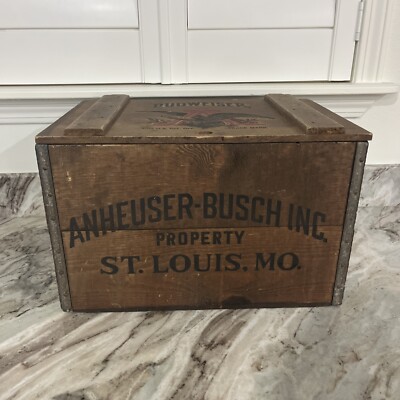 BUDWEISER
ANHEUSER-BUSCH INC.
PROPERTY
ST. LOUIS, MO.